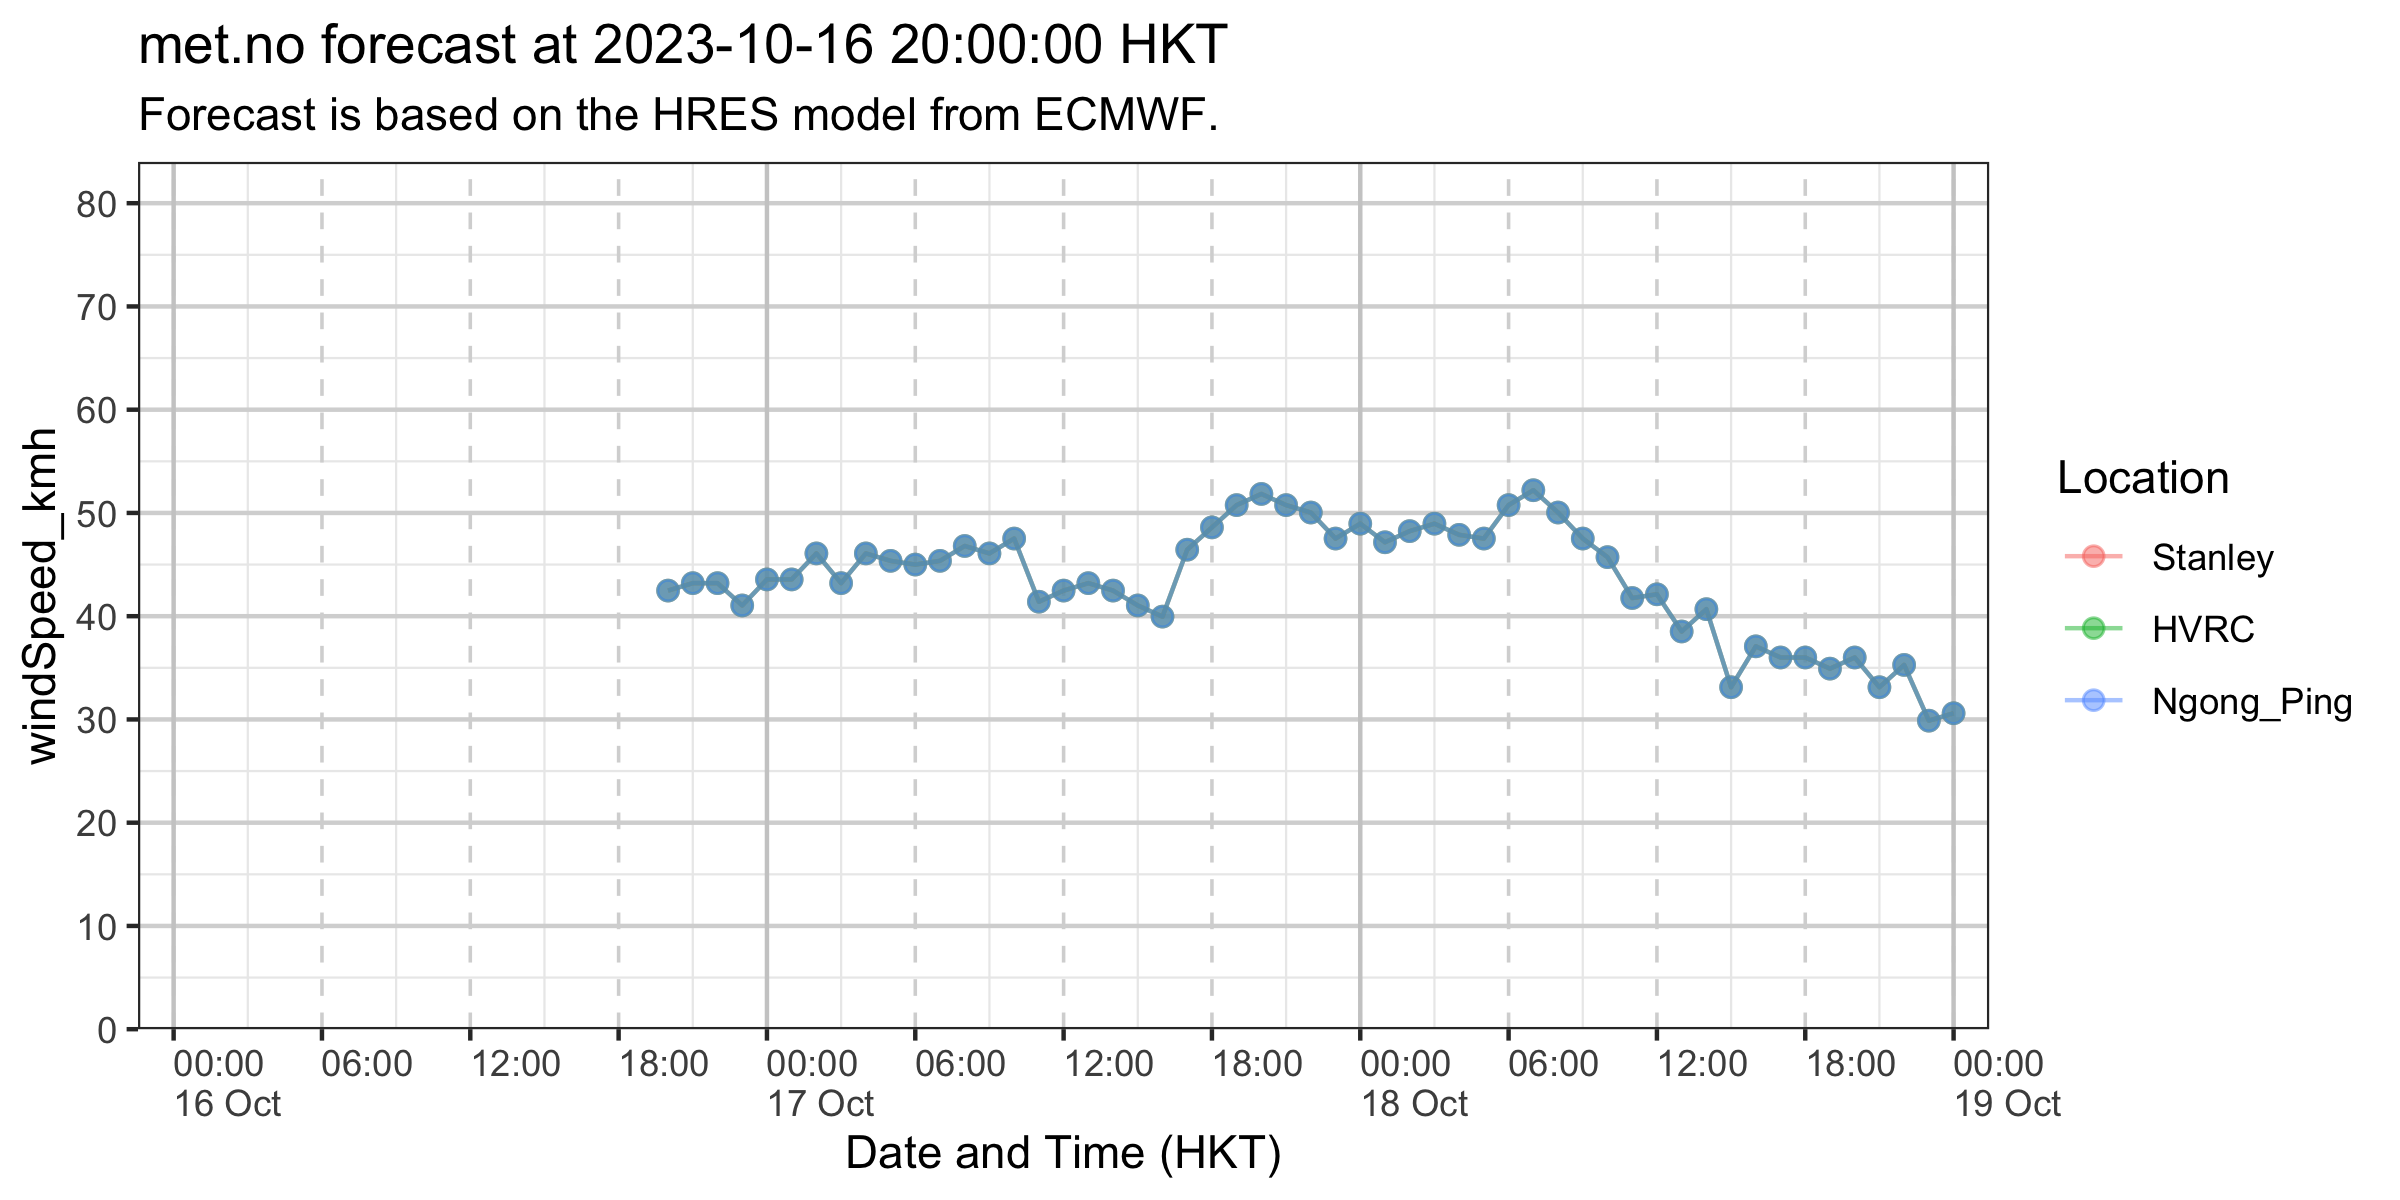 met.no forecast at 2023-10-16 20:00:00 HKT
Forecast is based on the HRES model from ECMWF.
windSpeed_kmh
80
70
60
50
40
30
20
10
0
00:00 06:00 12:00 18:00 00:00 06:00 12:00 18:00 00:00 06:00 12:00 18:00 00:00
16 Oct 17 Oct 18 Oct 19 Oct
Date and Time (HKT)
Location
Stanley
HVRC
Ngong_Ping